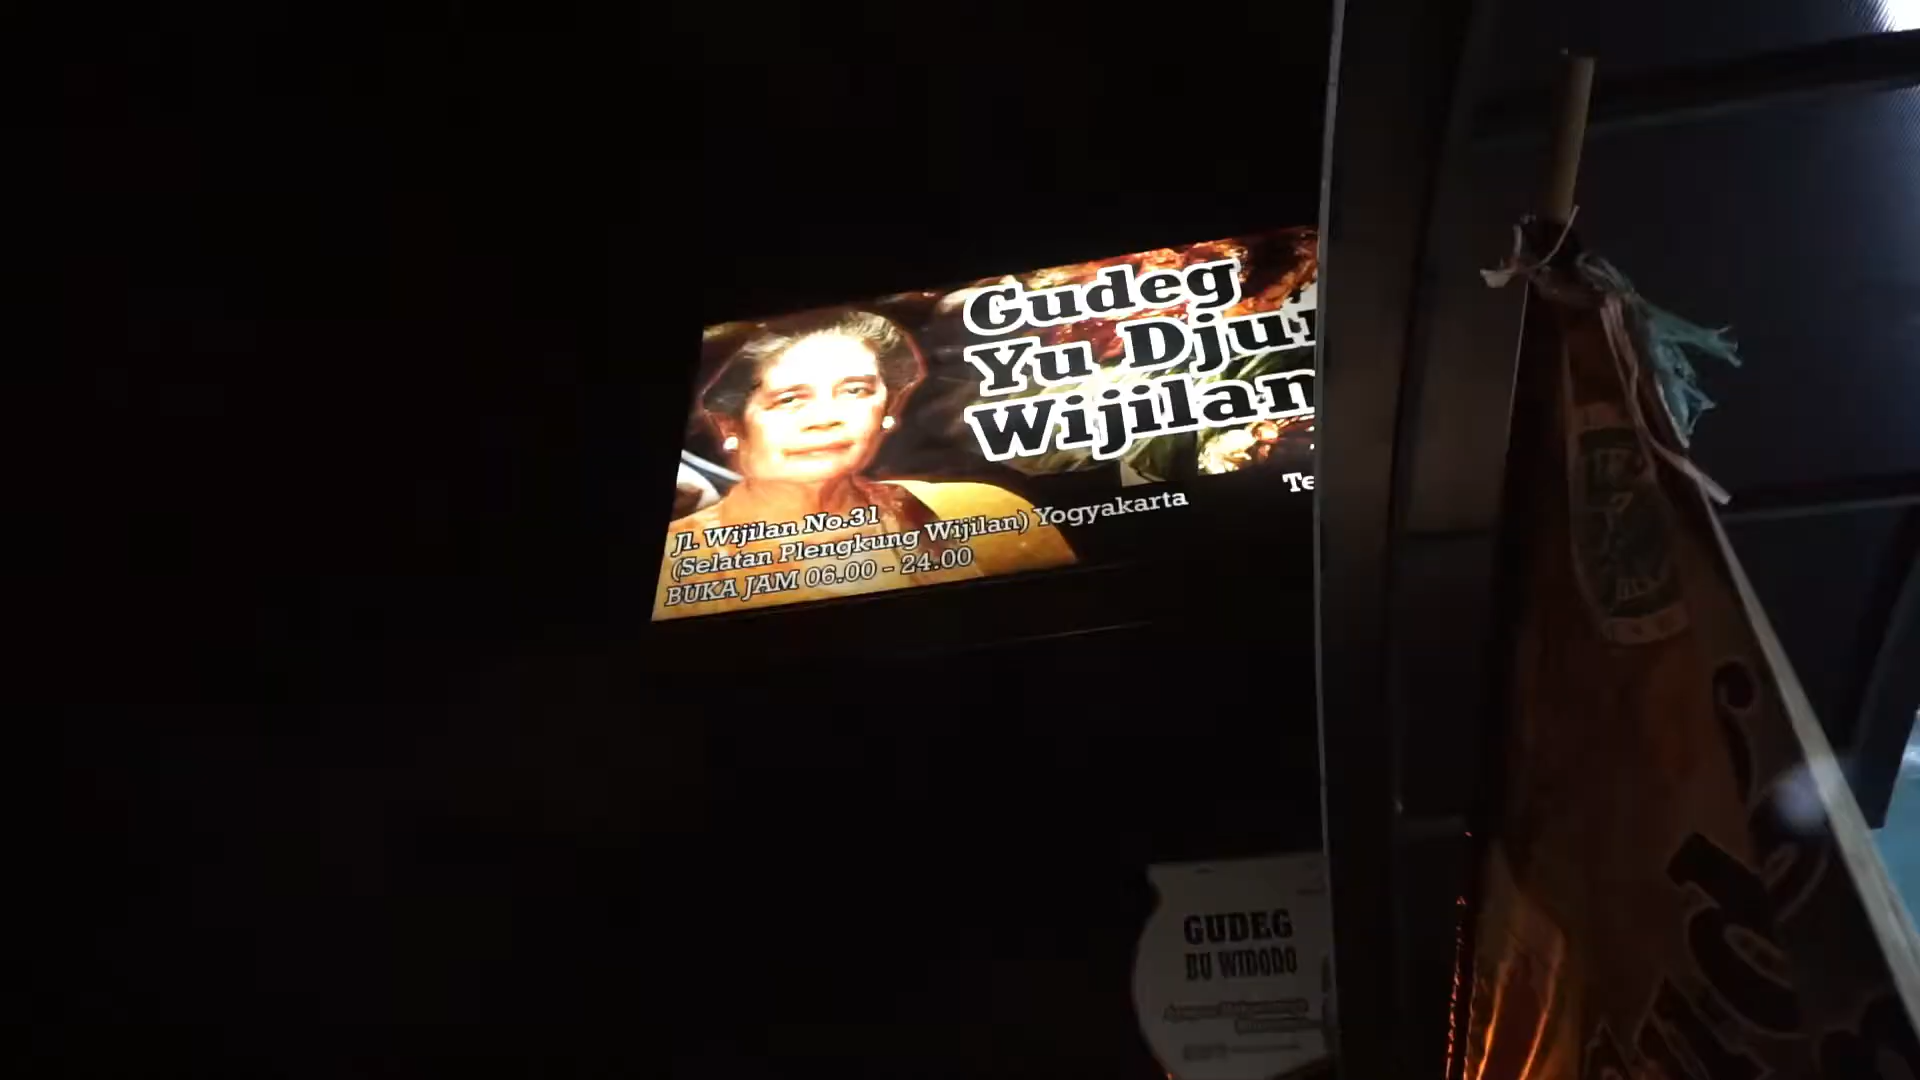 Gudeg
Yu Dju
Wijilan
Te
Jl. Wijilan No.31
(Selatan Plengkung Wijilan) Yogyakarta
BUKA JAM 06.00 - 24.00
GUDEG
BU WIDODO